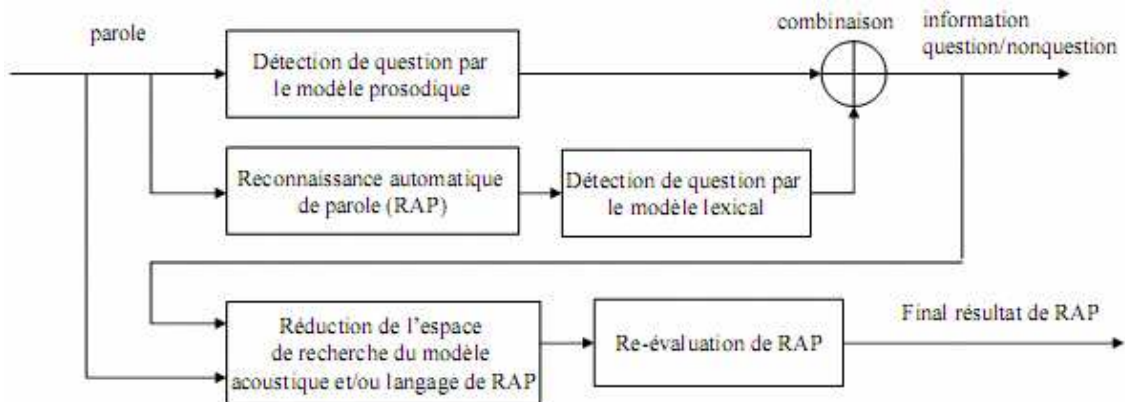 parole
Détection de question par
le modèle prosodique
combinaison
information
question/nonquestion
Reconnaissance automatique
de parole (RAP)
Détection de question par
le modèle lexical
Réduction de l'espace
de recherche du modèle
acoustique et/ou langage de RAP
Re-évaluation de RAP
Final résultat de RAP